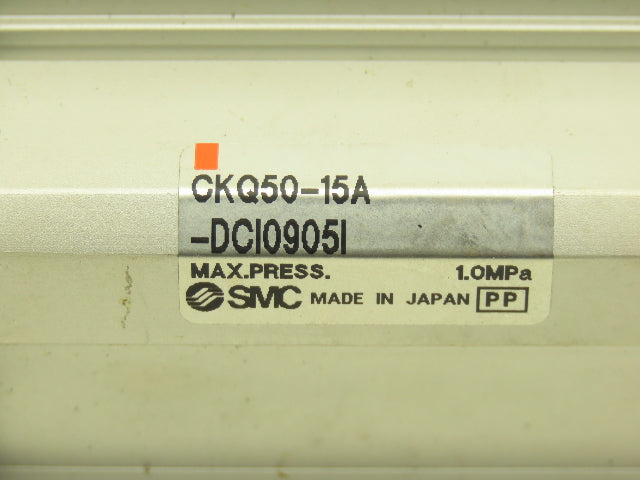 CKQ50-15A
-DCI0905I
MAX.PRESS. 1.0MPa
SMC MADE IN JAPAN PP